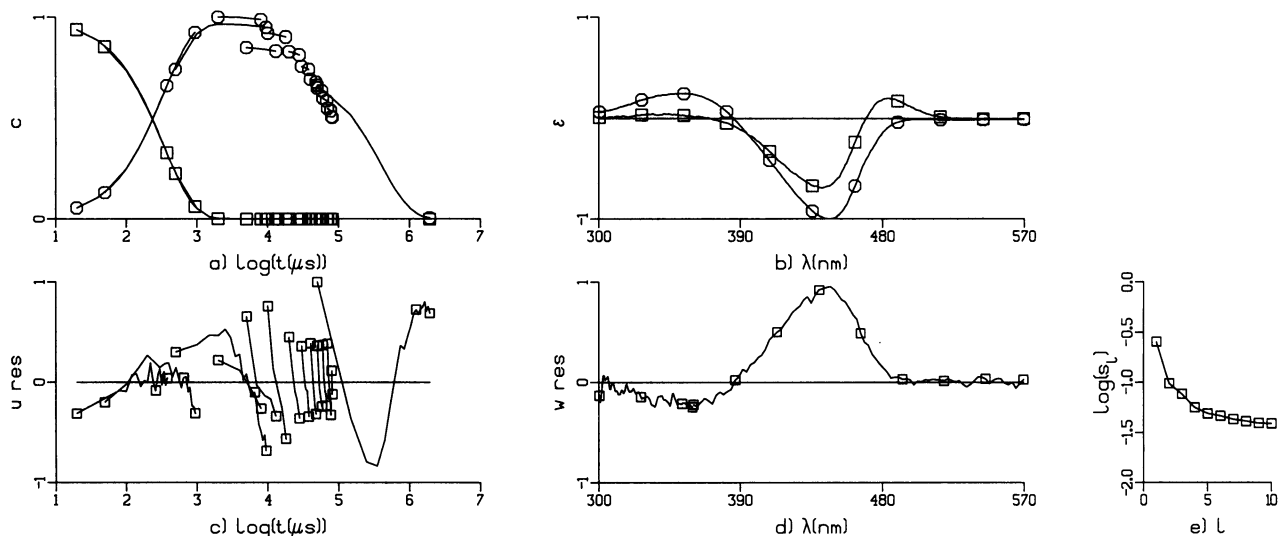 1
c
0
1 2 3 4 5 6 7
a) log(t(μs))
1
ε
-1
300 390 480 570
b) λ(nm)
1
u res
0
-1
1 2 3 4 5 6 7
c) log(t(μs))
1
w res
0
-1
300 390 480 570
d) λ(nm)
0.0
-0.5
-1.0
-1.5
-2.0
log(sl)
0 5 10
e) l